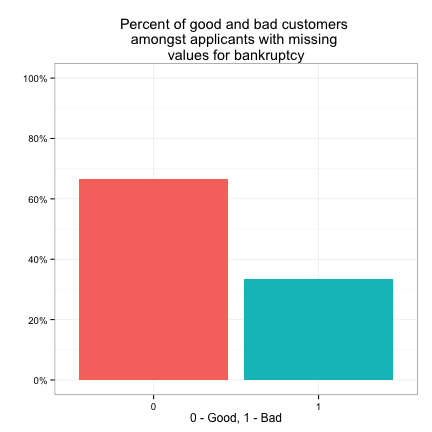 Percent of good and bad customers
amongst applicants with missing
values for bankruptcy
100%
80%
60%
40%
20%
0%
0
1
0 - Good, 1 - Bad